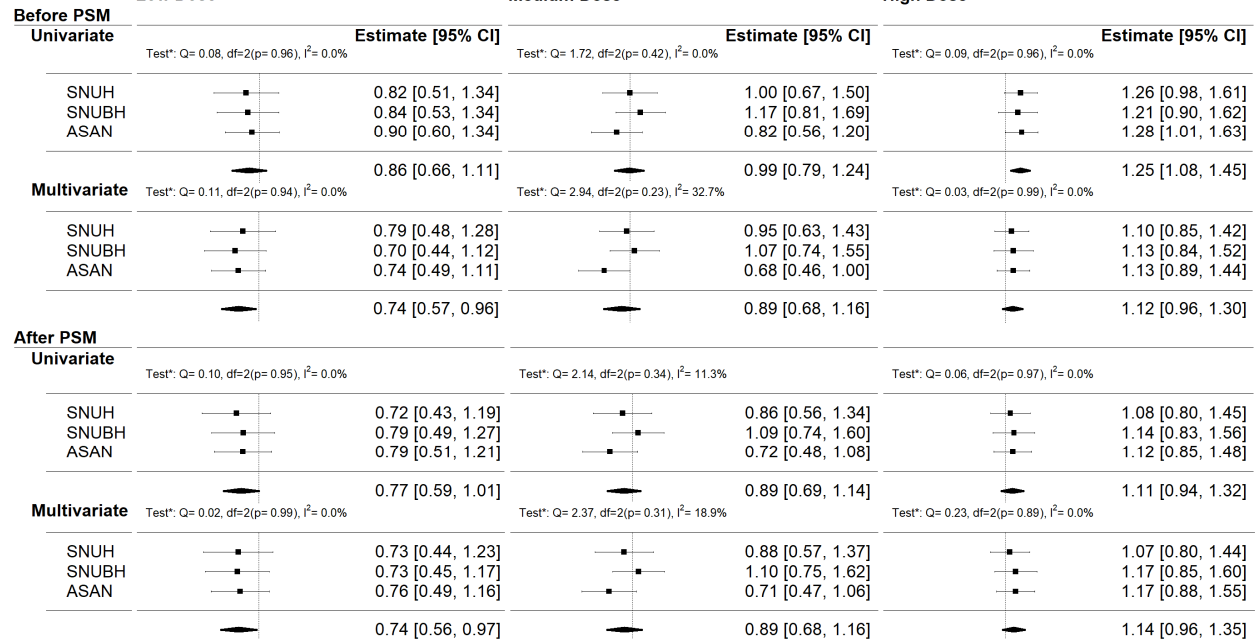 Before PSM
Univariate Estimate [95% CI] Estimate [95% CI] Estimate [95% CI]
Test*: Q= 0.08, df=2(p= 0.96), I²= 0.0% Test*: Q= 1.72, df=2(p= 0.42), I²= 0.0% Test*: Q= 0.09, df=2(p= 0.96), I²= 0.0%
SNUH 0.82 [0.51, 1.34] 1.00 [0.67, 1.50] 1.26 [0.98, 1.61]
SNUBH 0.84 [0.53, 1.34] 1.17 [0.81, 1.69] 1.21 [0.90, 1.62]
ASAN 0.90 [0.60, 1.34] 0.82 [0.56, 1.20] 1.28 [1.01, 1.63]
0.86 [0.66, 1.11] 0.99 [0.79, 1.24] 1.25 [1.08, 1.45]
Multivariate Test*: Q= 0.11, df=2(p= 0.94), I²= 0.0% Test*: Q= 2.94, df=2(p= 0.23), I²= 32.7% Test*: Q= 0.03, df=2(p= 0.99), I²= 0.0%
SNUH 0.79 [0.48, 1.28] 0.95 [0.63, 1.43] 1.10 [0.85, 1.42]
SNUBH 0.70 [0.44, 1.12] 1.07 [0.74, 1.55] 1.13 [0.84, 1.52]
ASAN 0.74 [0.49, 1.11] 0.68 [0.46, 1.00] 1.13 [0.89, 1.44]
0.74 [0.57, 0.96] 0.89 [0.68, 1.16] 1.12 [0.96, 1.30]
After PSM
Univariate
Test*: Q= 0.10, df=2(p= 0.95), I²= 0.0% Test*: Q= 2.14, df=2(p= 0.34), I²= 11.3% Test*: Q= 0.06, df=2(p= 0.97), I²= 0.0%
SNUH 0.72 [0.43, 1.19] 0.86 [0.56, 1.34] 1.08 [0.80, 1.45]
SNUBH 0.79 [0.49, 1.27] 1.09 [0.74, 1.60] 1.14 [0.83, 1.56]
ASAN 0.79 [0.51, 1.21] 0.72 [0.48, 1.08] 1.12 [0.85, 1.48]
0.77 [0.59, 1.01] 0.89 [0.69, 1.14] 1.11 [0.94, 1.32]
Multivariate Test*: Q= 0.02, df=2(p= 0.99), I²= 0.0% Test*: Q= 2.37, df=2(p= 0.31), I²= 18.9% Test*: Q= 0.23, df=2(p= 0.89), I²= 0.0%
SNUH 0.73 [0.44, 1.23] 0.88 [0.57, 1.37] 1.07 [0.80, 1.44]
SNUBH 0.73 [0.45, 1.17] 1.10 [0.75, 1.62] 1.17 [0.85, 1.60]
ASAN 0.76 [0.49, 1.16] 0.71 [0.47, 1.06] 1.17 [0.88, 1.55]
0.74 [0.56, 0.97] 0.89 [0.68, 1.16] 1.14 [0.96, 1.35]